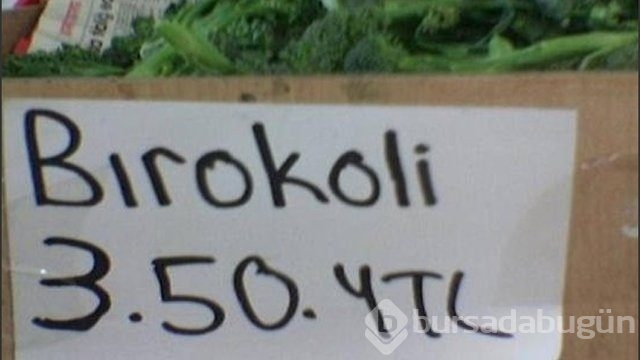 Bırokoli
3.50. YTL
bursadabugün